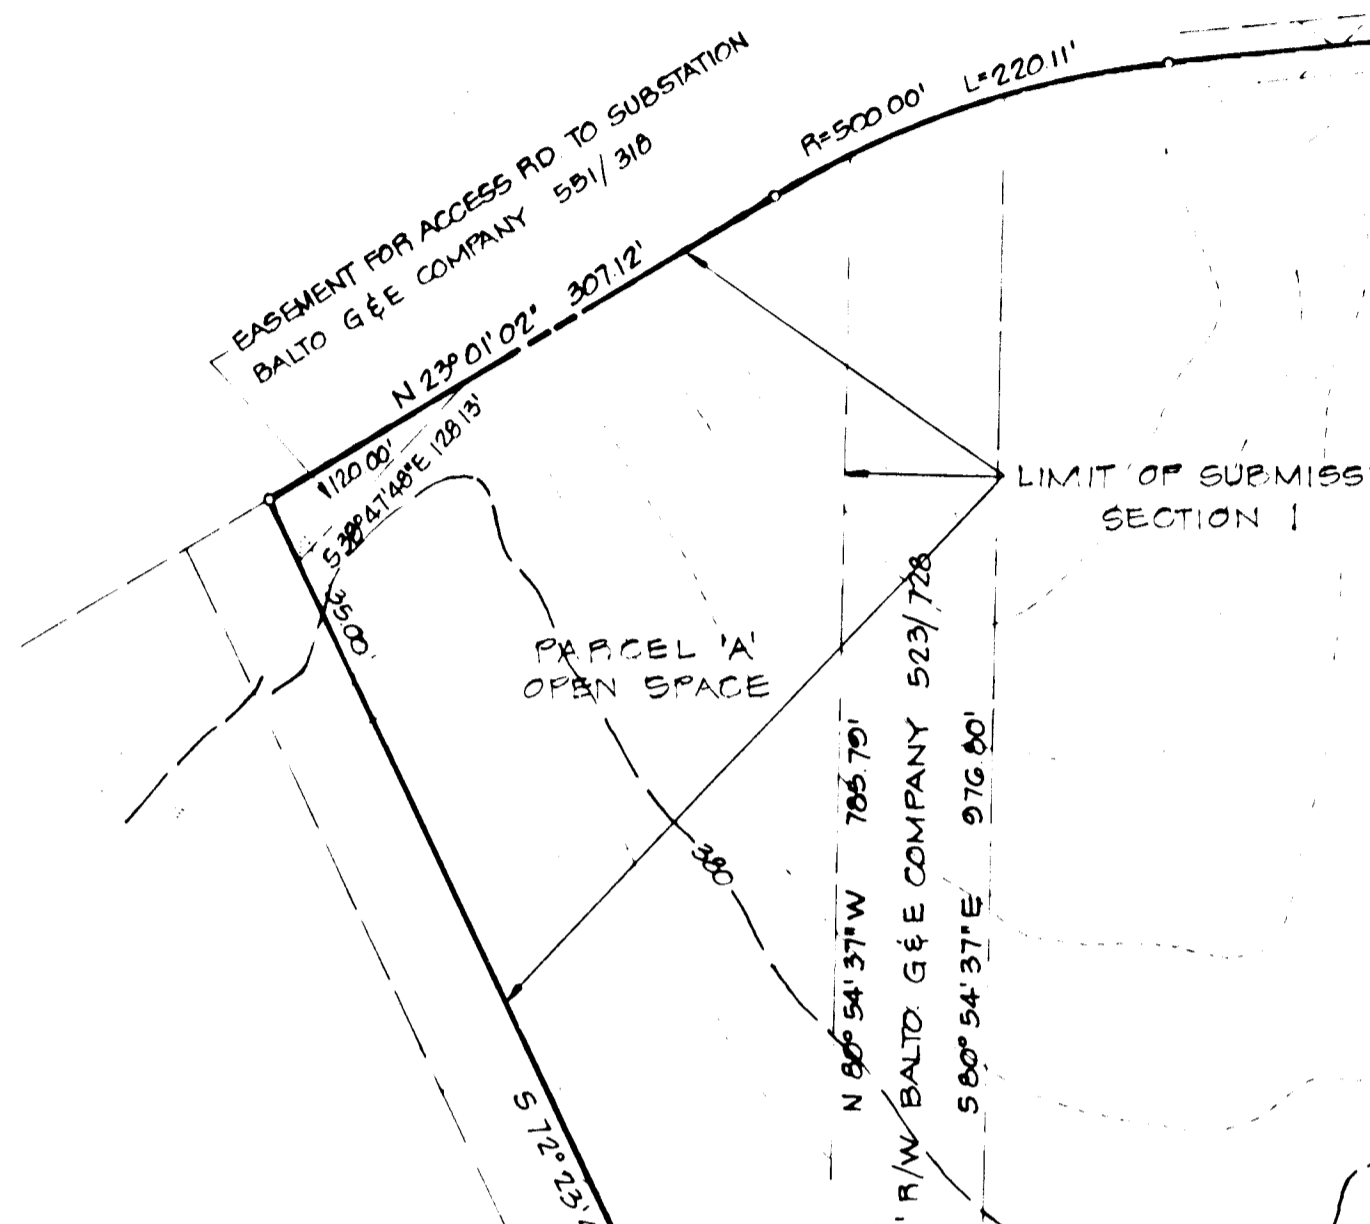 EASEMENT FOR ACCESS RD. TO SUBSTATION
BALTO G&E COMPANY 551/318
R=500.00' L=220.11'
N 23° 01' 02" 307.12'
120.00'
S 38° 47' 48" E 128.13'
35.00'
LIMIT OF SUBMISS
SECTION 1
PARCEL 'A'
OPEN SPACE
380
N 80° 54' 37" W 785.79'
' R/W BALTO. G&E COMPANY 523/728
S 80° 54' 37" E 976.80'
S 72° 23'